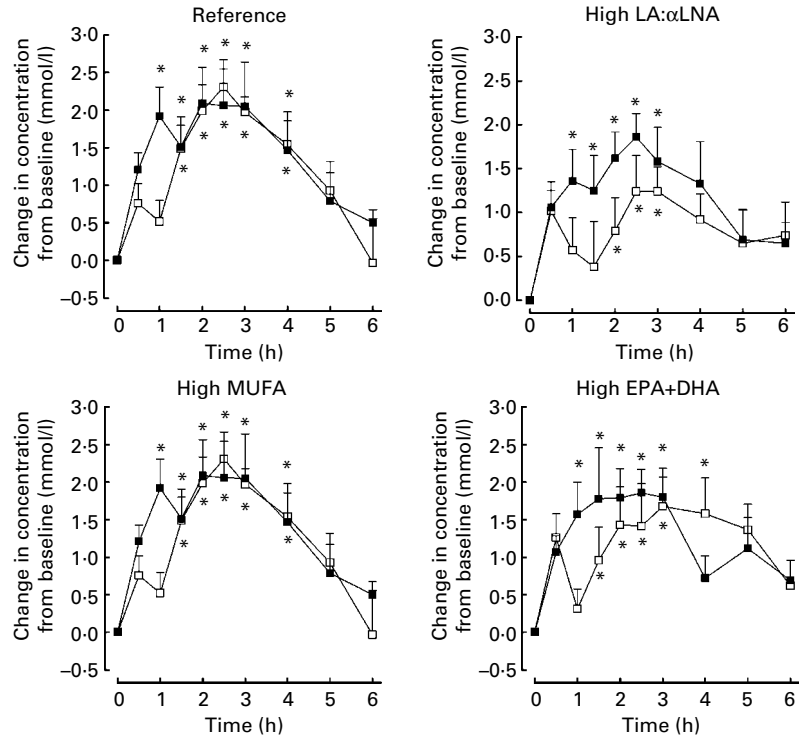 Reference
Change in concentration
from baseline (mmol/l)
3·0
2·5
2·0
1·5
1·0
0·5
0·0
–0·5
* * * * * *
* * * * *
0 1 2 3 4 5 6
Time (h)
High LA:αLNA
Change in concentration
from baseline (mmol/l)
3·0
2·5
2·0
1·5
1·0
0·5
0·0
* * * * *
* * *
0 1 2 3 4 5 6
Time (h)
High MUFA
Change in concentration
from baseline (mmol/l)
3·0
2·5
2·0
1·5
1·0
0·5
0·0
–0·5
* * * * * *
* * * * *
0 1 2 3 4 5 6
Time (h)
High EPA+DHA
Change in concentration
from baseline (mmol/l)
3·0
2·5
2·0
1·5
1·0
0·5
0·0
–0·5
* * * * * *
* * * *
0 1 2 3 4 5 6
Time (h)